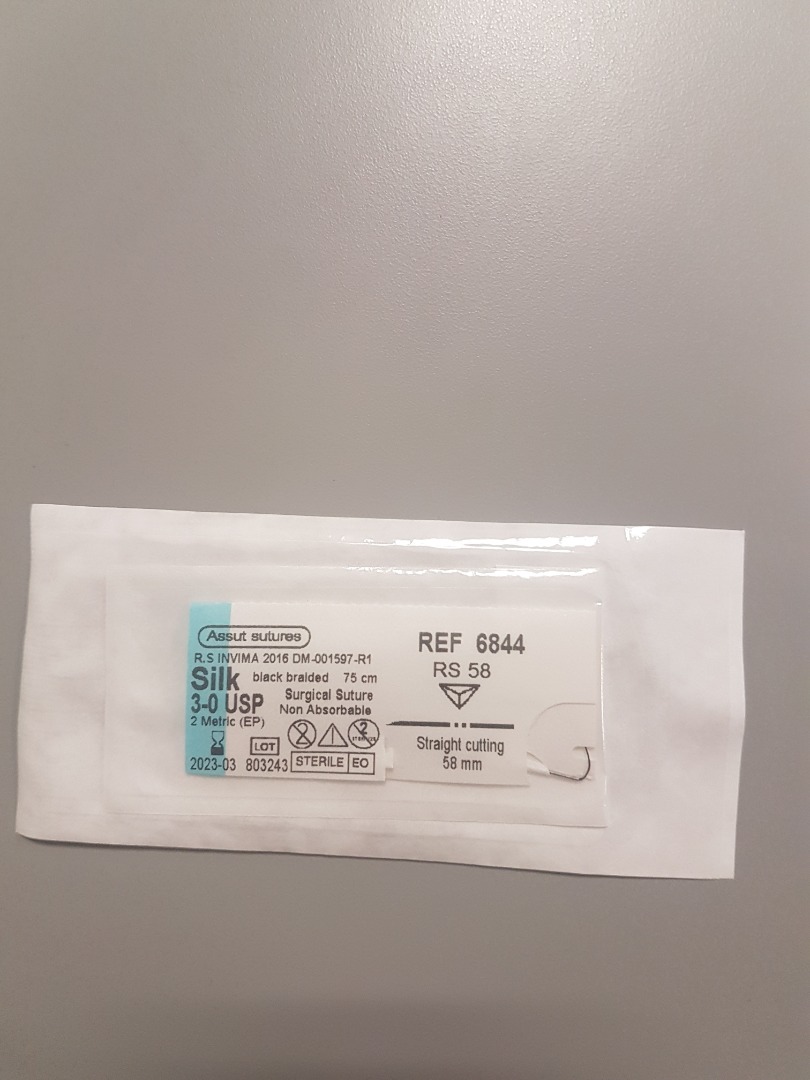 Assut sutures
R.S INVIMA 2016 DM-001597-R1
Silk black braided 75 cm
3-0 USP Surgical Suture
Non Absorbable
2 Metric (EP)
2
LOT
2023-03 803243 STERILE EO
REF 6844
RS 58
Straight cutting
58 mm